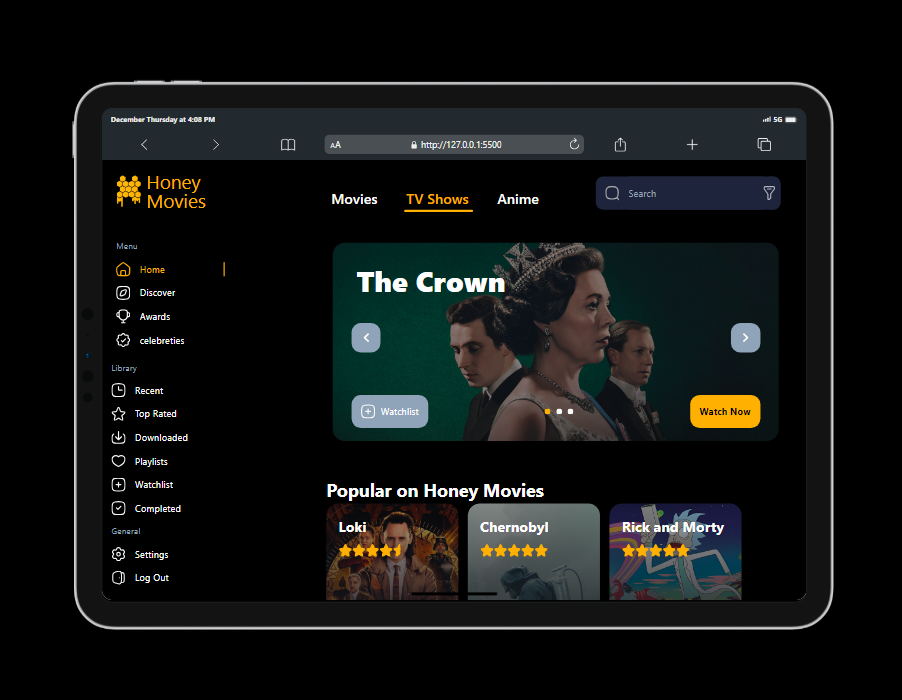 December Thursday at 4:08 PM
5G
AA
http://127.0.0.1:5500
Honey
Movies
Movies
TV Shows
Anime
Search
Menu
Home
Discover
Awards
celebreties
Library
Recent
Top Rated
Downloaded
Playlists
Watchlist
Completed
General
Settings
Log Out
The Crown
Watchlist
Watch Now
Popular on Honey Movies
Loki
Chernobyl
Rick and Morty